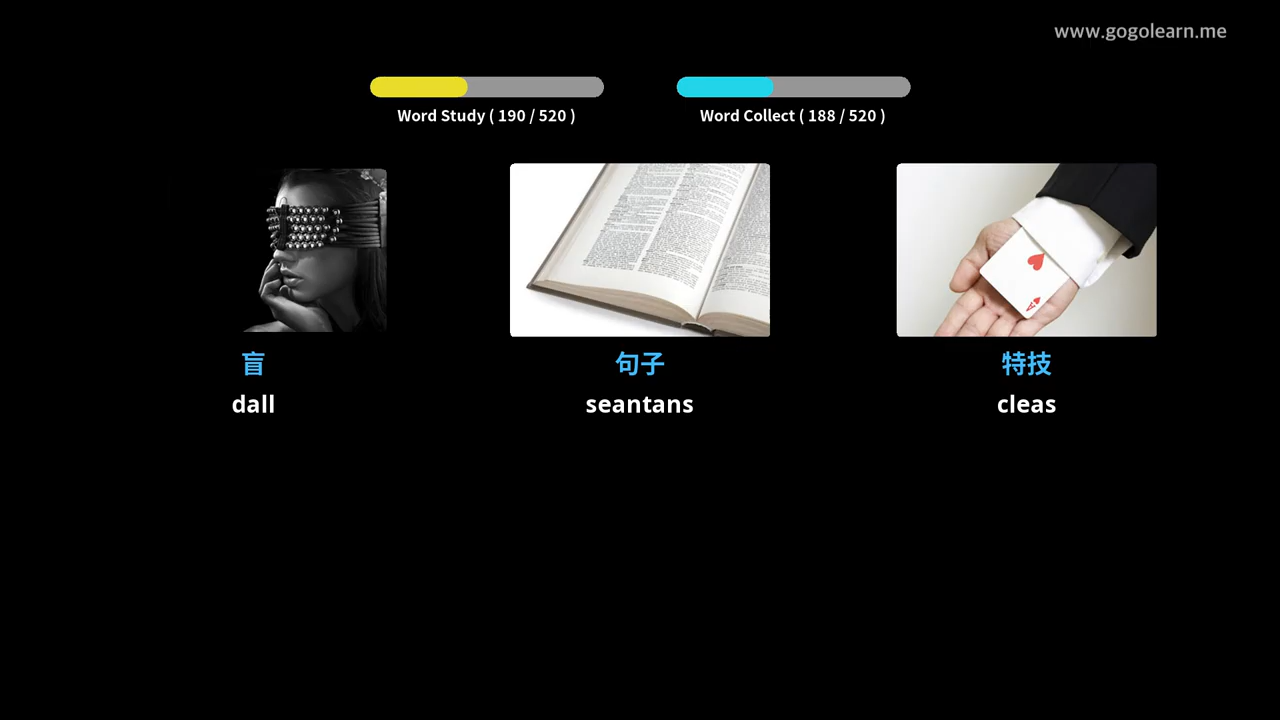 www.gogolearn.me
Word Study ( 190 / 520 )
Word Collect ( 188 / 520 )
盲
句子
特技
dall
seantans
cleas